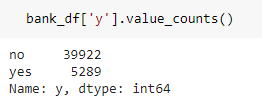 bank_df['y'].value_counts()
no     39922
yes     5289
Name: y, dtype: int64